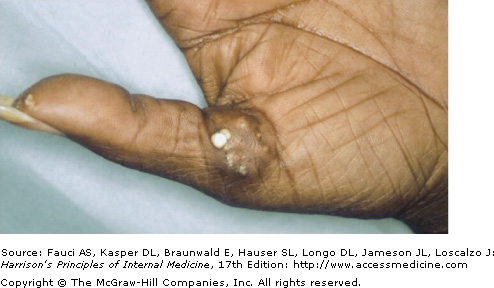 Source: Fauci AS, Kasper DL, Braunwald E, Hauser SL, Longo DL, Jameson JL, Loscalzo J:
Harrison's Principles of Internal Medicine, 17th Edition: http://www.accessmedicine.com
Copyright © The McGraw-Hill Companies, Inc. All rights reserved.